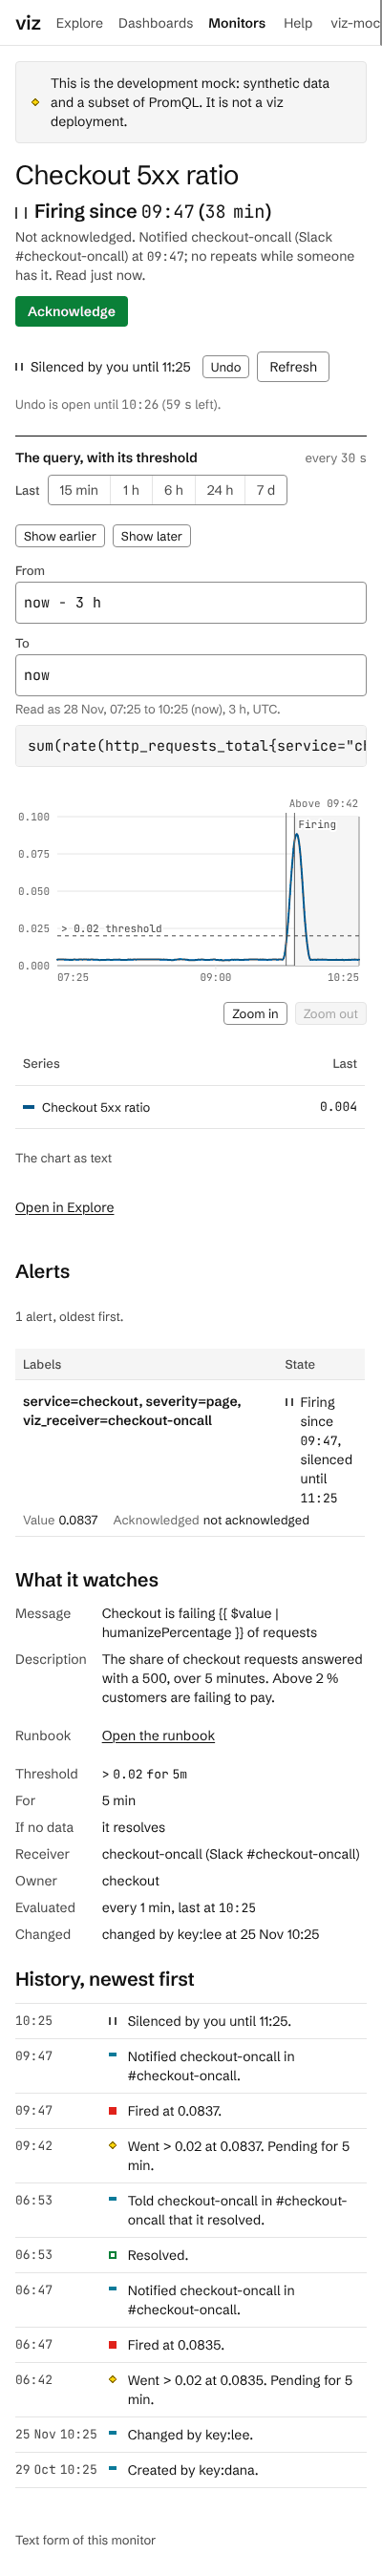 viz Explore Dashboards Monitors Help viz-moc
This is the development mock: synthetic data
and a subset of PromQL. It is not a viz
deployment.
Checkout 5xx ratio
Firing since 09:47 (38 min)
Not acknowledged. Notified checkout-oncall (Slack
#checkout-oncall) at 09:47; no repeats while someone
has it. Read just now.
Acknowledge
Silenced by you until 11:25 Undo Refresh
Undo is open until 10:26 (59 s left).
The query, with its threshold every 30 s
Last 15 min 1 h 6 h 24 h 7 d
Show earlier Show later
From
now - 3 h
To
now
Read as 28 Nov, 07:25 to 10:25 (now), 3 h, UTC.
sum(rate(http_requests_total{service="ch
Above 09:42
0.100
Firing
0.075
0.050
0.025
> 0.02 threshold
0.000
07:25 09:00 10:25
Zoom in Zoom out
Series Last
Checkout 5xx ratio 0.004
The chart as text
Open in Explore
Alerts
1 alert, oldest first.
Labels State
service=checkout, severity=page,
viz_receiver=checkout-oncall
Firing
since
09:47,
silenced
until
11:25
Value 0.0837 Acknowledged not acknowledged
What it watches
Message Checkout is failing {{ $value |
humanizePercentage }} of requests
Description The share of checkout requests answered
with a 500, over 5 minutes. Above 2 %
customers are failing to pay.
Runbook Open the runbook
Threshold > 0.02 for 5m
For 5 min
If no data it resolves
Receiver checkout-oncall (Slack #checkout-oncall)
Owner checkout
Evaluated every 1 min, last at 10:25
Changed changed by key:lee at 25 Nov 10:25
History, newest first
10:25 Silenced by you until 11:25.
09:47 Notified checkout-oncall in
#checkout-oncall.
09:47 Fired at 0.0837.
09:42 Went > 0.02 at 0.0837. Pending for 5
min.
06:53 Told checkout-oncall in #checkout-
oncall that it resolved.
06:53 Resolved.
06:47 Notified checkout-oncall in
#checkout-oncall.
06:47 Fired at 0.0835.
06:42 Went > 0.02 at 0.0835. Pending for 5
min.
25 Nov 10:25 Changed by key:lee.
29 Oct 10:25 Created by key:dana.
Text form of this monitor